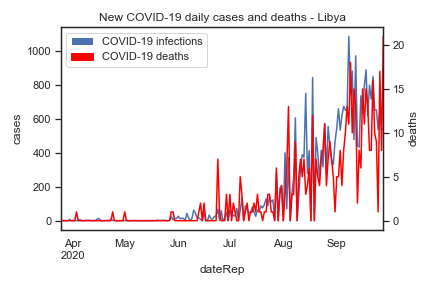 New COVID-19 daily cases and deaths - Libya
COVID-19 infections
COVID-19 deaths
cases
1000
800
600
400
200
0
deaths
20
15
10
5
0
Apr
2020
May
Jun
Jul
Aug
Sep
dateRep